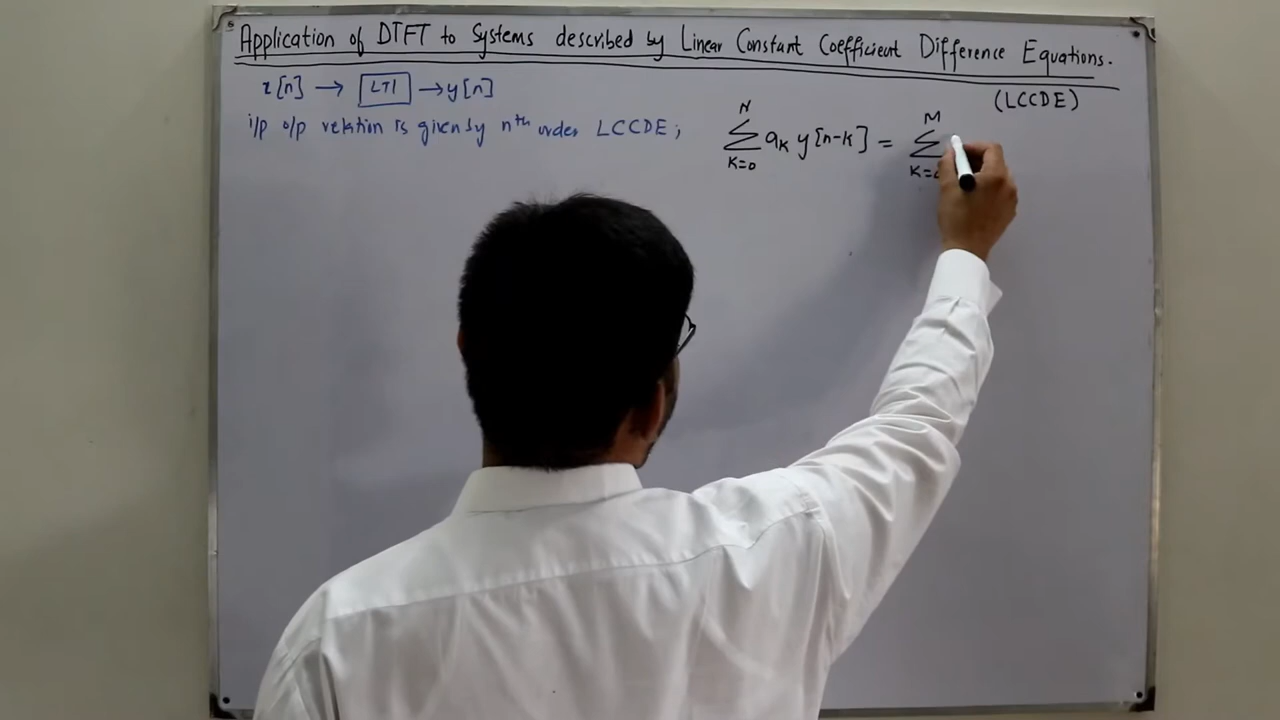 Application of DTFT to Systems described by Linear Constant Coefficient Difference Equations.
(LCCDE)
x[n] → LTI → y[n]
i/p o/p relation is given by nth order LCCDE;
N M
∑ aK y[n-K] = ∑
K=0 K=